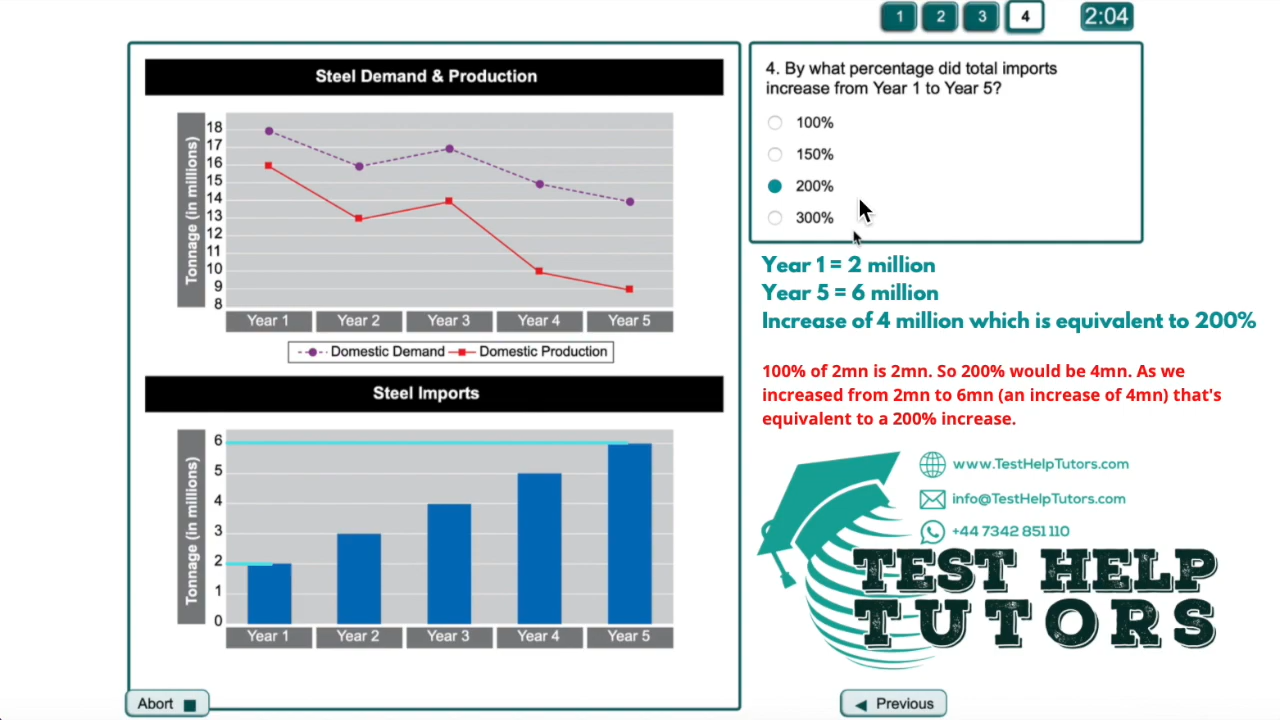 1 2 3 4 2:04
Steel Demand & Production
Tonnage (in millions)
18
17
16
15
14
13
12
11
10
9
8
Year 1 Year 2 Year 3 Year 4 Year 5
Domestic Demand Domestic Production
Steel Imports
Tonnage (in millions)
6
5
4
3
2
1
0
Year 1 Year 2 Year 3 Year 4 Year 5
Abort
4. By what percentage did total imports
increase from Year 1 to Year 5?
100%
150%
200%
300%
Year 1 = 2 million
Year 5 = 6 million
Increase of 4 million which is equivalent to 200%
100% of 2mn is 2mn. So 200% would be 4mn. As we
increased from 2mn to 6mn (an increase of 4mn) that's
equivalent to a 200% increase.
www.TestHelpTutors.com
info@TestHelpTutors.com
+44 7342 851 110
TEST HELP
TUTORS
Previous